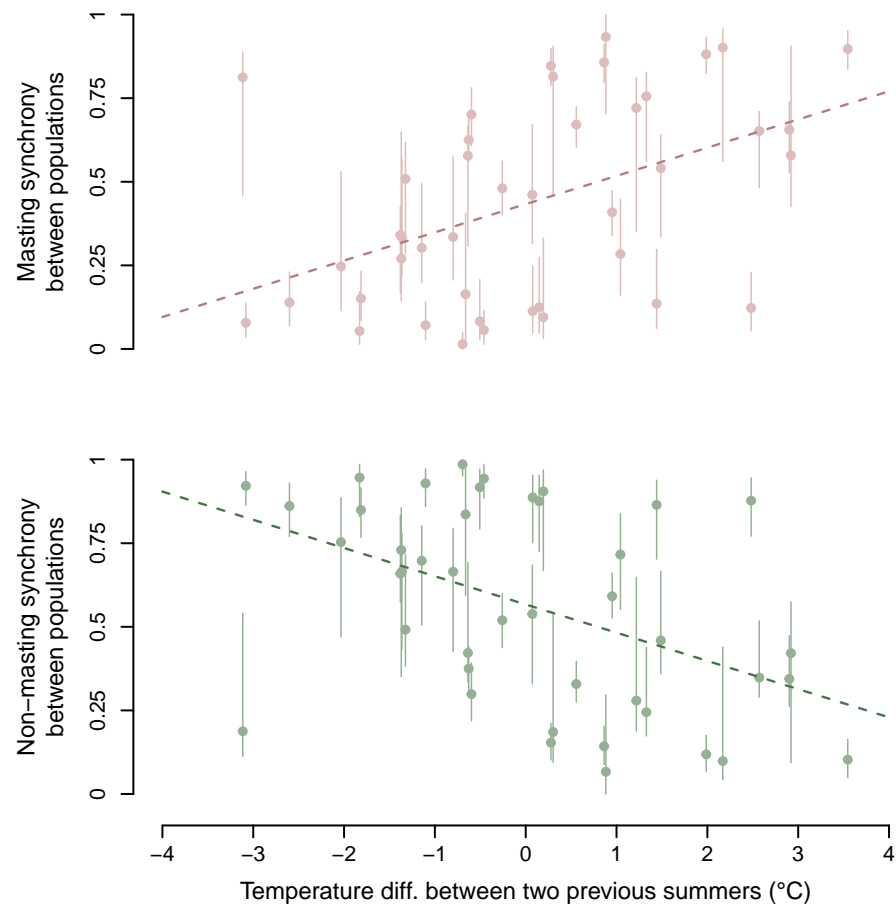 Masting synchrony
between populations
1
0.75
0.5
0.25
0
Non−masting synchrony
between populations
1
0.75
0.5
0.25
0
−4 −3 −2 −1 0 1 2 3 4
Temperature diff. between two previous summers (°C)